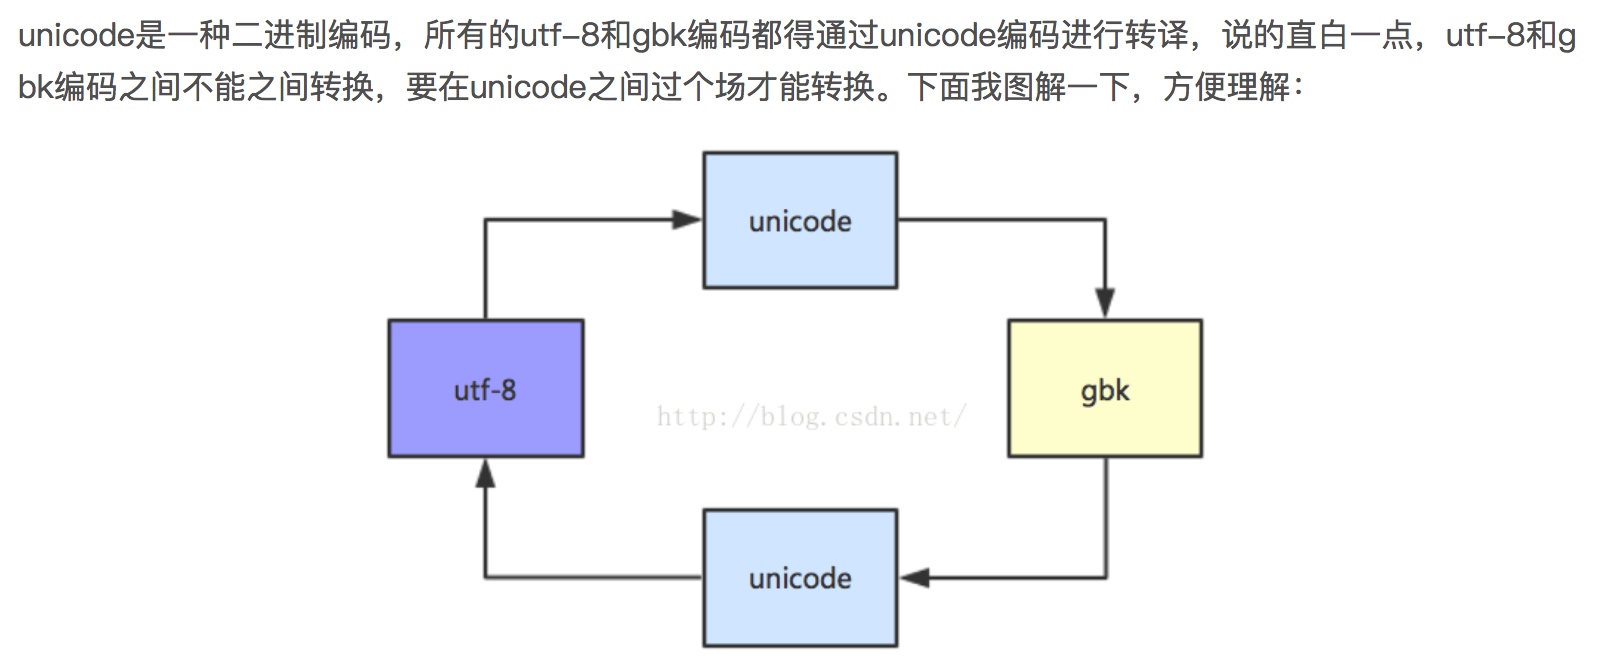 unicode是一种二进制编码，所有的utf-8和gbk编码都得通过unicode编码进行转译，说的直白一点，utf-8和g
bk编码之间不能之间转换，要在unicode之间过个场才能转换。下面我图解一下，方便理解：
unicode
utf-8
gbk
http://blog.csdn.net/
unicode